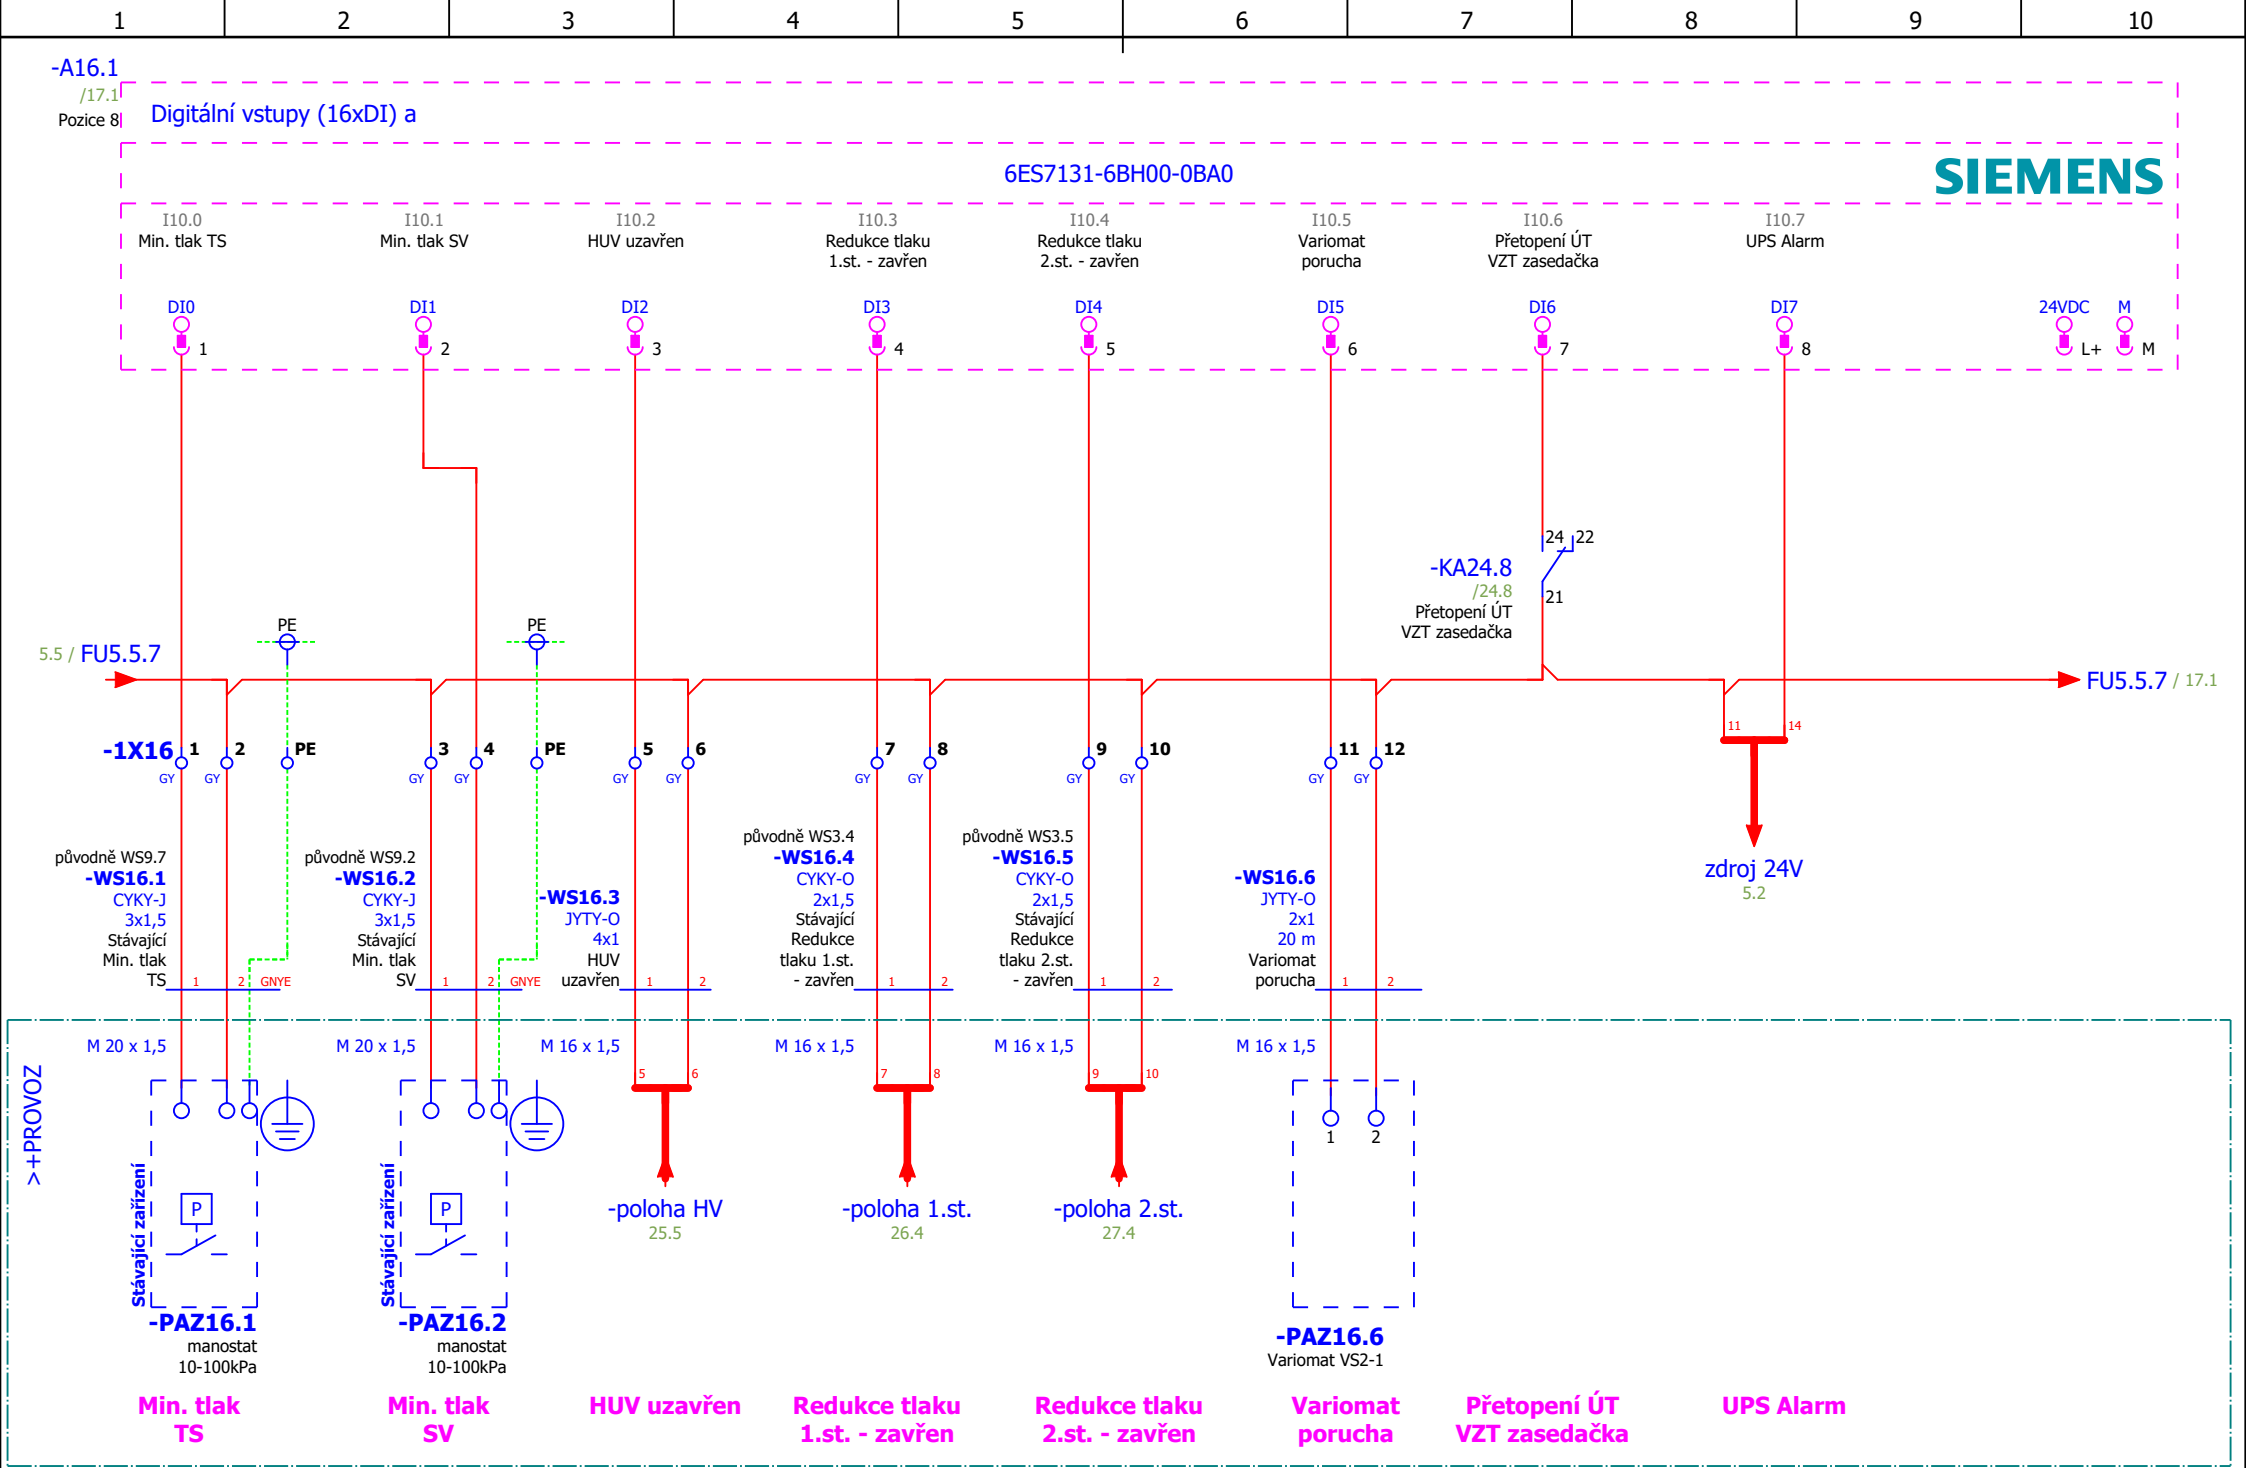 1 2 3 4 5 6 7 8 9 10
-A16.1
/17.1
Pozice 8
Digitální vstupy (16xDI) a
6ES7131-6BH00-0BA0
SIEMENS
I10.0 I10.1 I10.2 I10.3 I10.4 I10.5 I10.6 I10.7
Min. tlak TS Min. tlak SV HUV uzavřen Redukce tlaku Redukce tlaku Variomat Přetopení ÚT UPS Alarm
1.st. - zavřen 2.st. - zavřen porucha VZT zasedačka
DI0 DI1 DI2 DI3 DI4 DI5 DI6 DI7 24VDC M
1 2 3 4 5 6 7 8 L+ M
24 22
-KA24.8
/24.8
21
Přetopení ÚT
VZT zasedačka
PE PE
5.5 / FU5.5.7
FU5.5.7 / 17.1
11 14
-1X16 1 2 PE 3 4 PE 5 6 7 8 9 10 11 12
GY GY GY GY GY GY GY GY GY GY GY GY
původně WS9.7
-WS16.1
CYKY-J
3x1,5
Stávající
Min. tlak
TS
1 2 GNYE
původně WS9.2
-WS16.2
CYKY-J
3x1,5
Stávající
Min. tlak
SV
1 2 GNYE
-WS16.3
JYTY-O
4x1
HUV
uzavřen
1 2
původně WS3.4
-WS16.4
CYKY-O
2x1,5
Stávající
Redukce
tlaku 1.st.
- zavřen
1 2
původně WS3.5
-WS16.5
CYKY-O
2x1,5
Stávající
Redukce
tlaku 2.st.
- zavřen
1 2
-WS16.6
JYTY-O
2x1
20 m
Variomat
porucha
1 2
zdroj 24V
5.2
>+PROVOZ
M 20 x 1,5 M 20 x 1,5 M 16 x 1,5 M 16 x 1,5 M 16 x 1,5 M 16 x 1,5
5 6 7 8 9 10
1 2
Stávající zařízení
P
Stávající zařízení
P
-poloha HV
25.5
-poloha 1.st.
26.4
-poloha 2.st.
27.4
-PAZ16.1
manostat
10-100kPa
-PAZ16.2
manostat
10-100kPa
-PAZ16.6
Variomat VS2-1
Min. tlak Min. tlak HUV uzavřen Redukce tlaku Redukce tlaku Variomat Přetopení ÚT UPS Alarm
TS SV 1.st. - zavřen 2.st. - zavřen porucha VZT zasedačka